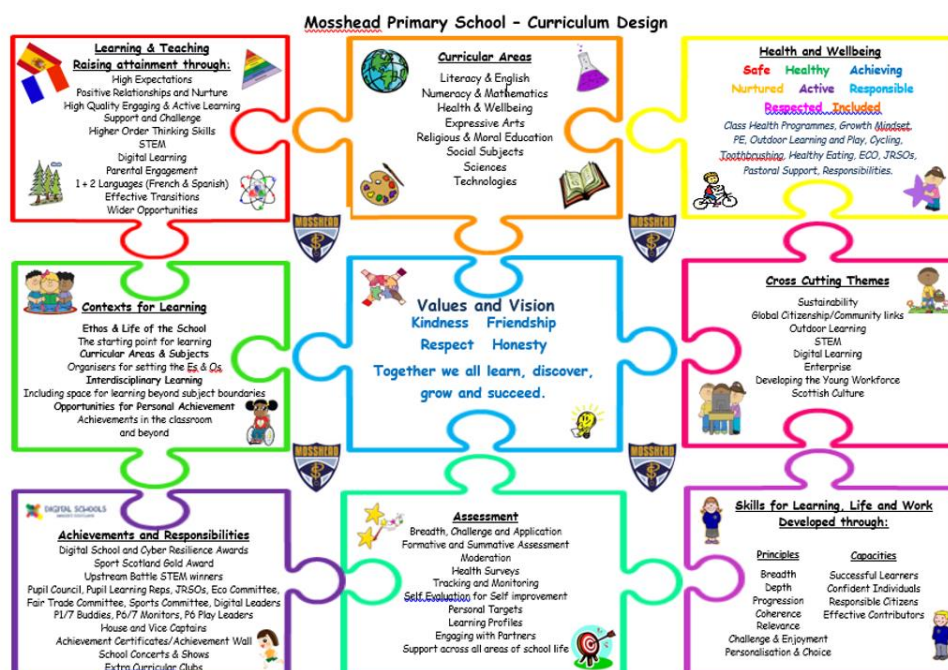 Mosshead Primary School – Curriculum Design
Learning & Teaching
Raising attainment through:
High Expectations
Positive Relationships and Nurture
High Quality Engaging & Active Learning
Support and Challenge
Higher Order Thinking Skills
STEM
Digital Learning
Parental Engagement
1 + 2 Languages (French & Spanish)
Effective Transitions
Wider Opportunities
Curricular Areas
Literacy & English
Numeracy & Mathematics
Health & Wellbeing
Expressive Arts
Religious & Moral Education
Social Subjects
Sciences
Technologies
Health and Wellbeing
Safe Healthy Achieving
Nurtured Active Responsible
Respected Included
Class Health Programmes, Growth Mindset
PE, Outdoor Learning and Play, Cycling,
Toothbrushing, Healthy Eating, ECO, JRSOs,
Pastoral Support, Responsibilities.
MOSSHEAD
MOSSHEAD
Contexts for Learning
Ethos & Life of the School
The starting point for learning
Curricular Areas & Subjects
Organisers for setting the Es & Os
Interdisciplinary Learning
Including space for learning beyond subject boundaries
Opportunities for Personal Achievement
Achievements in the classroom
and beyond
Values and Vision
Kindness Friendship
Respect Honesty
Together we all learn, discover,
grow and succeed.
Cross Cutting Themes
Sustainability
Global Citizenship/Community links
Outdoor Learning
STEM
Digital Learning
Enterprise
Developing the Young Workforce
Scottish Culture
MOSSHEAD
MOSSHEAD
DIGITAL SCHOOLS
Achievements and Responsibilities
Digital School and Cyber Resilience Awards
Sport Scotland Gold Award
Upstream Battle STEM winners
Pupil Council, Pupil Learning Reps, JRSOs, Eco Committee,
Fair Trade Committee, Sports Committee, Digital Leaders
P1/7 Buddies, P6/7 Monitors, P6 Play Leaders
House and Vice Captains
Achievement Certificates/Achievement Wall
School Concerts & Shows
Extra Curricular Clubs
Assessment
Breadth, Challenge and Application
Formative and Summative Assessment
Moderation
Health Surveys
Tracking and Monitoring
Self Evaluation for Self improvement
Personal Targets
Learning Profiles
Engaging with Partners
Support across all areas of school life
Skills for Learning, Life and Work
Developed through:
Principles
Breadth
Depth
Progression
Coherence
Relevance
Challenge & Enjoyment
Personalisation & Choice
Capacities
Successful Learners
Confident Individuals
Responsible Citizens
Effective Contributors